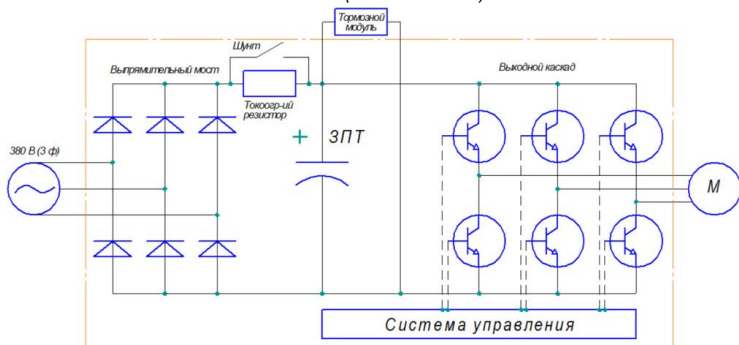 Тормозной
модуль
Шунт
Выпрямительный мост
Выходной каскад
Токоогр-ий
резистор
380 В (3 ф)
+
ЗПТ
М
Система управления